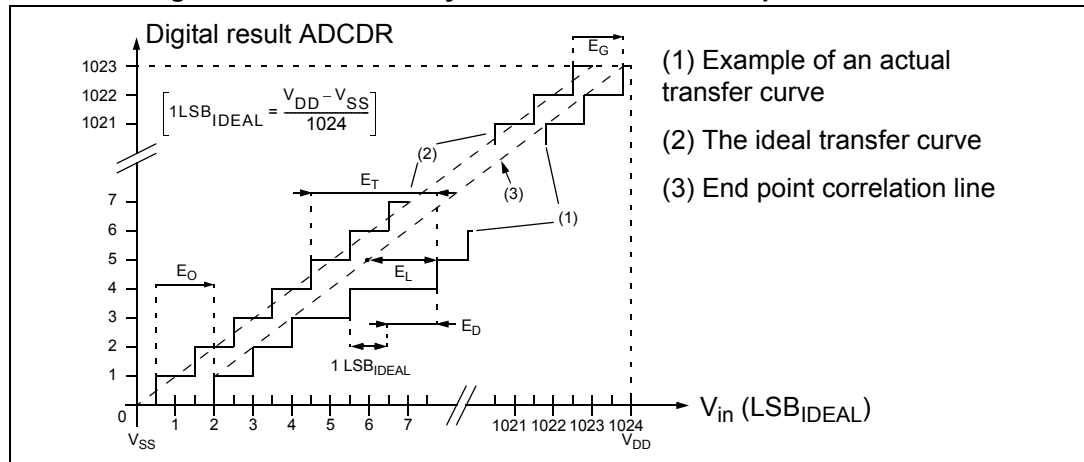 Digital result ADCDR
E_G
1023
1022
1021
1LSB_IDEAL = V_DD – V_SS
1024
(2)
E_T
(3)
7
6
(1)
5
E_O
E_L
4
3
E_D
2
1 LSB_IDEAL
1
0
1 2 3 4 5 6 7 1021 1022 1023 1024
V_in (LSB_IDEAL)
V_SS
V_DD
(1) Example of an actual
transfer curve
(2) The ideal transfer curve
(3) End point correlation line